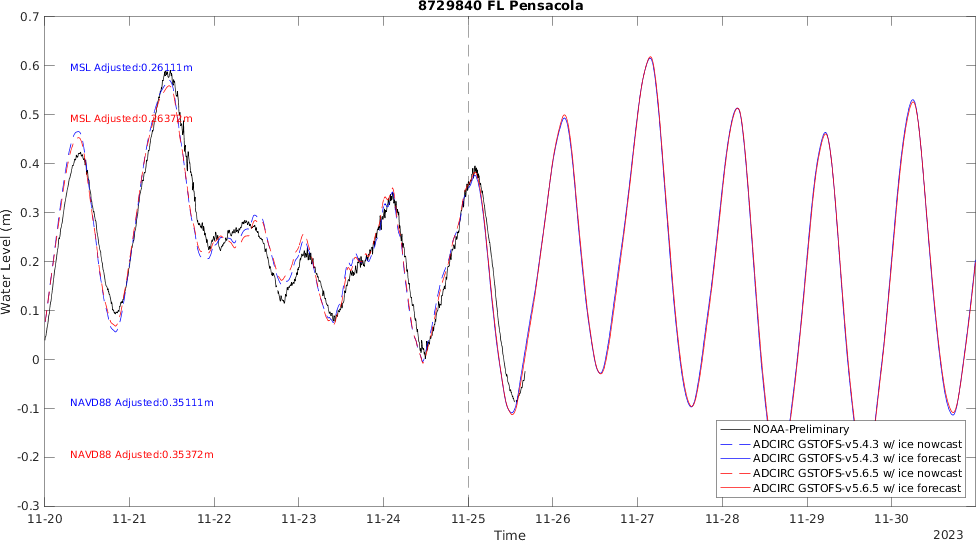 8729840 FL Pensacola
0.7
0.6
0.5
0.4
0.3
0.2
0.1
0
-0.1
-0.2
-0.3
Water Level (m)
MSL Adjusted:0.26111m
MSL Adjusted:0.26372m
NAVD88 Adjusted:0.35111m
NAVD88 Adjusted:0.35372m
NOAA-Preliminary
ADCIRC GSTOFS-v5.4.3 w/ ice nowcast
ADCIRC GSTOFS-v5.4.3 w/ ice forecast
ADCIRC GSTOFS-v5.6.5 w/ ice nowcast
ADCIRC GSTOFS-v5.6.5 w/ ice forecast
11-20 11-21 11-22 11-23 11-24 11-25 11-26 11-27 11-28 11-29 11-30
Time
2023